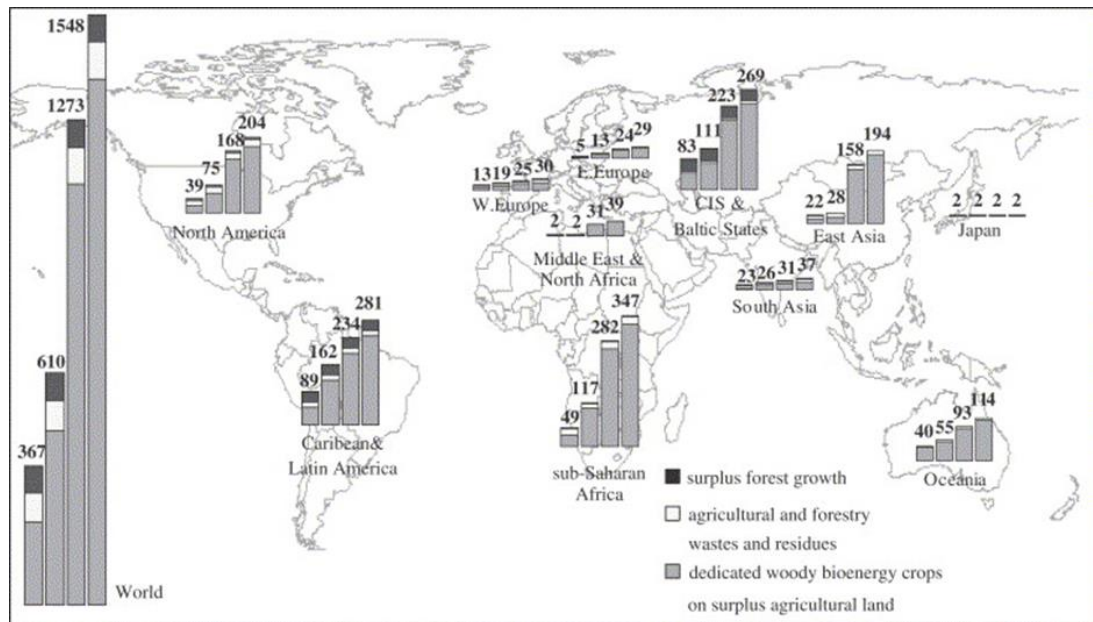 1548
1273
610
367
World
39 75 168 204
North America
89 162 234 281
Caribean&
Latin America
13 19 25 30
W.Europe
5 13 24 29
E.Europe
2 2 31 39
Middle East &
North Africa
83 111 223 269
CIS &
Baltic States
49 117 282 347
sub-Saharan
Africa
22 28 158 194
East Asia
2 2 2 2
Japan
23 26 31 37
South Asia
40 55 93 114
Oceania
surplus forest growth
agricultural and forestry
wastes and residues
dedicated woody bioenergy crops
on surplus agricultural land